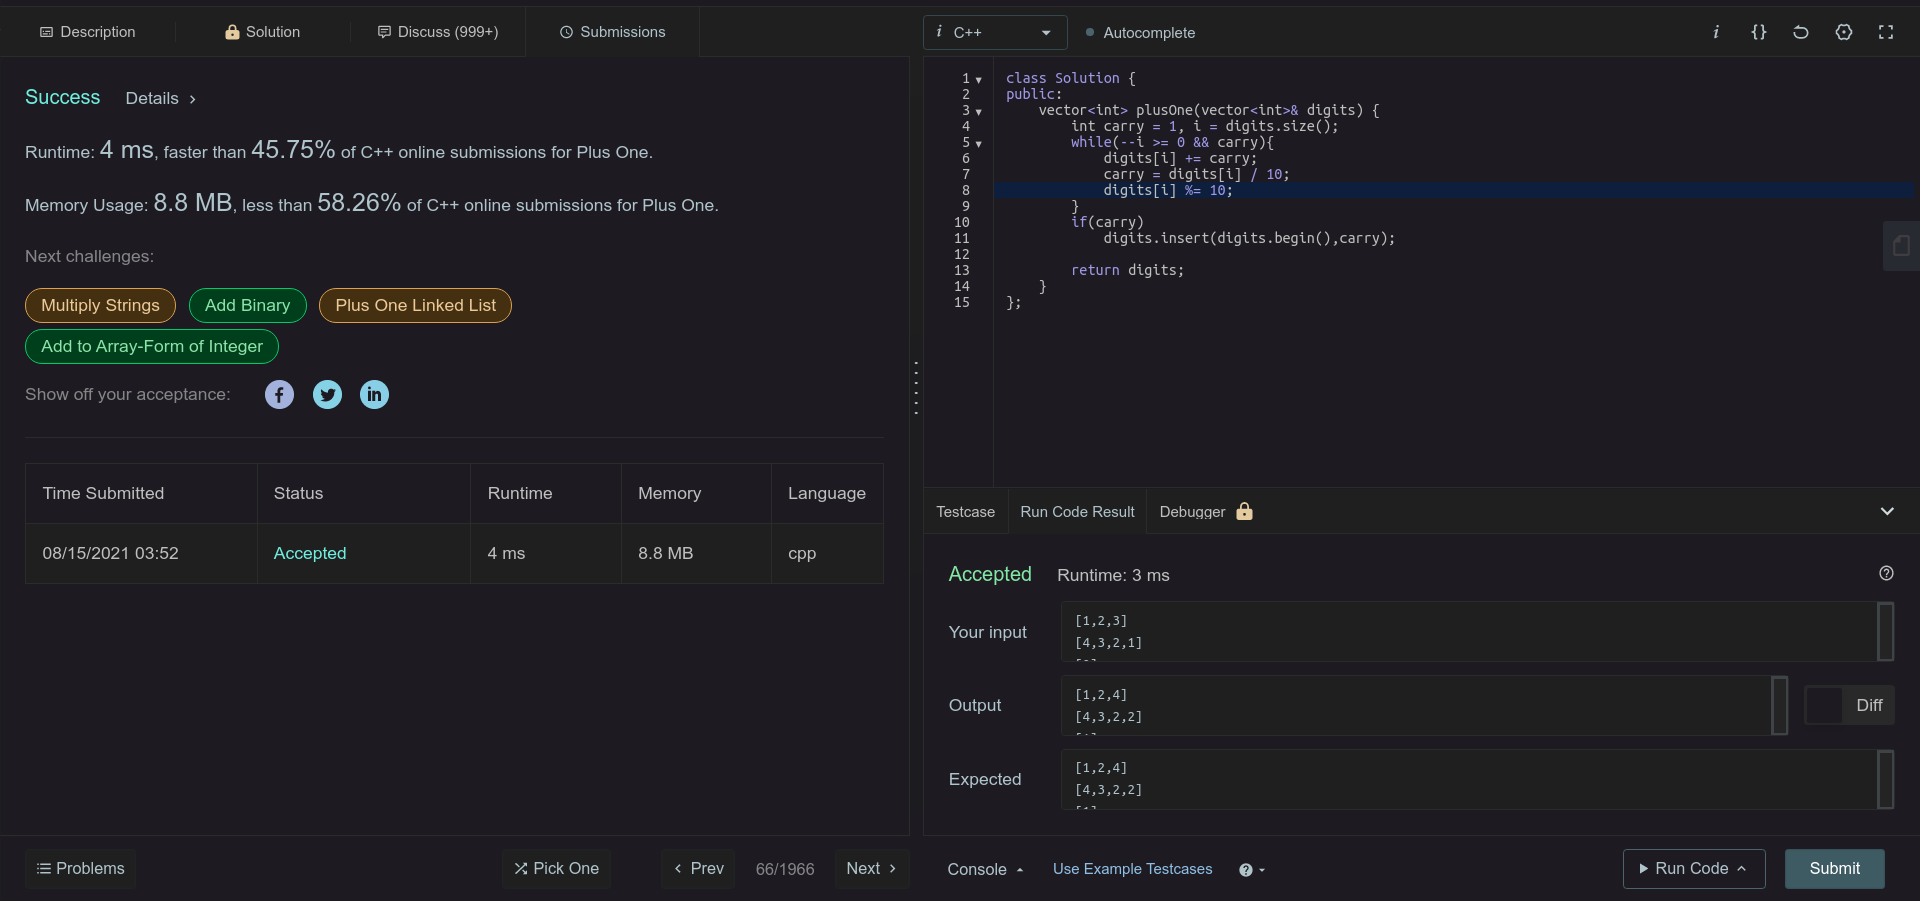 Description
Solution
Discuss (999+)
Submissions
Success Details >
Runtime: 4 ms, faster than 45.75% of C++ online submissions for Plus One.
Memory Usage: 8.8 MB, less than 58.26% of C++ online submissions for Plus One.
Next challenges:
Multiply Strings Add Binary Plus One Linked List
Add to Array-Form of Integer
Show off your acceptance:
Time Submitted Status Runtime Memory Language
08/15/2021 03:52 Accepted 4 ms 8.8 MB cpp
Problems Pick One < Prev 66/1966 Next >
i C++ Autocomplete i {}
1 class Solution {
2 public:
3     vector<int> plusOne(vector<int>& digits) {
4         int carry = 1, i = digits.size();
5         while(--i >= 0 && carry){
6             digits[i] += carry;
7             carry = digits[i] / 10;
8             digits[i] %= 10;
9         }
10         if(carry)
11             digits.insert(digits.begin(),carry);
12
13         return digits;
14     }
15 };
Testcase Run Code Result Debugger
Accepted Runtime: 3 ms
Your input
[1,2,3]
[4,3,2,1]
Output
[1,2,4]
[4,3,2,2]
Diff
Expected
[1,2,4]
[4,3,2,2]
Console Use Example Testcases Run Code Submit